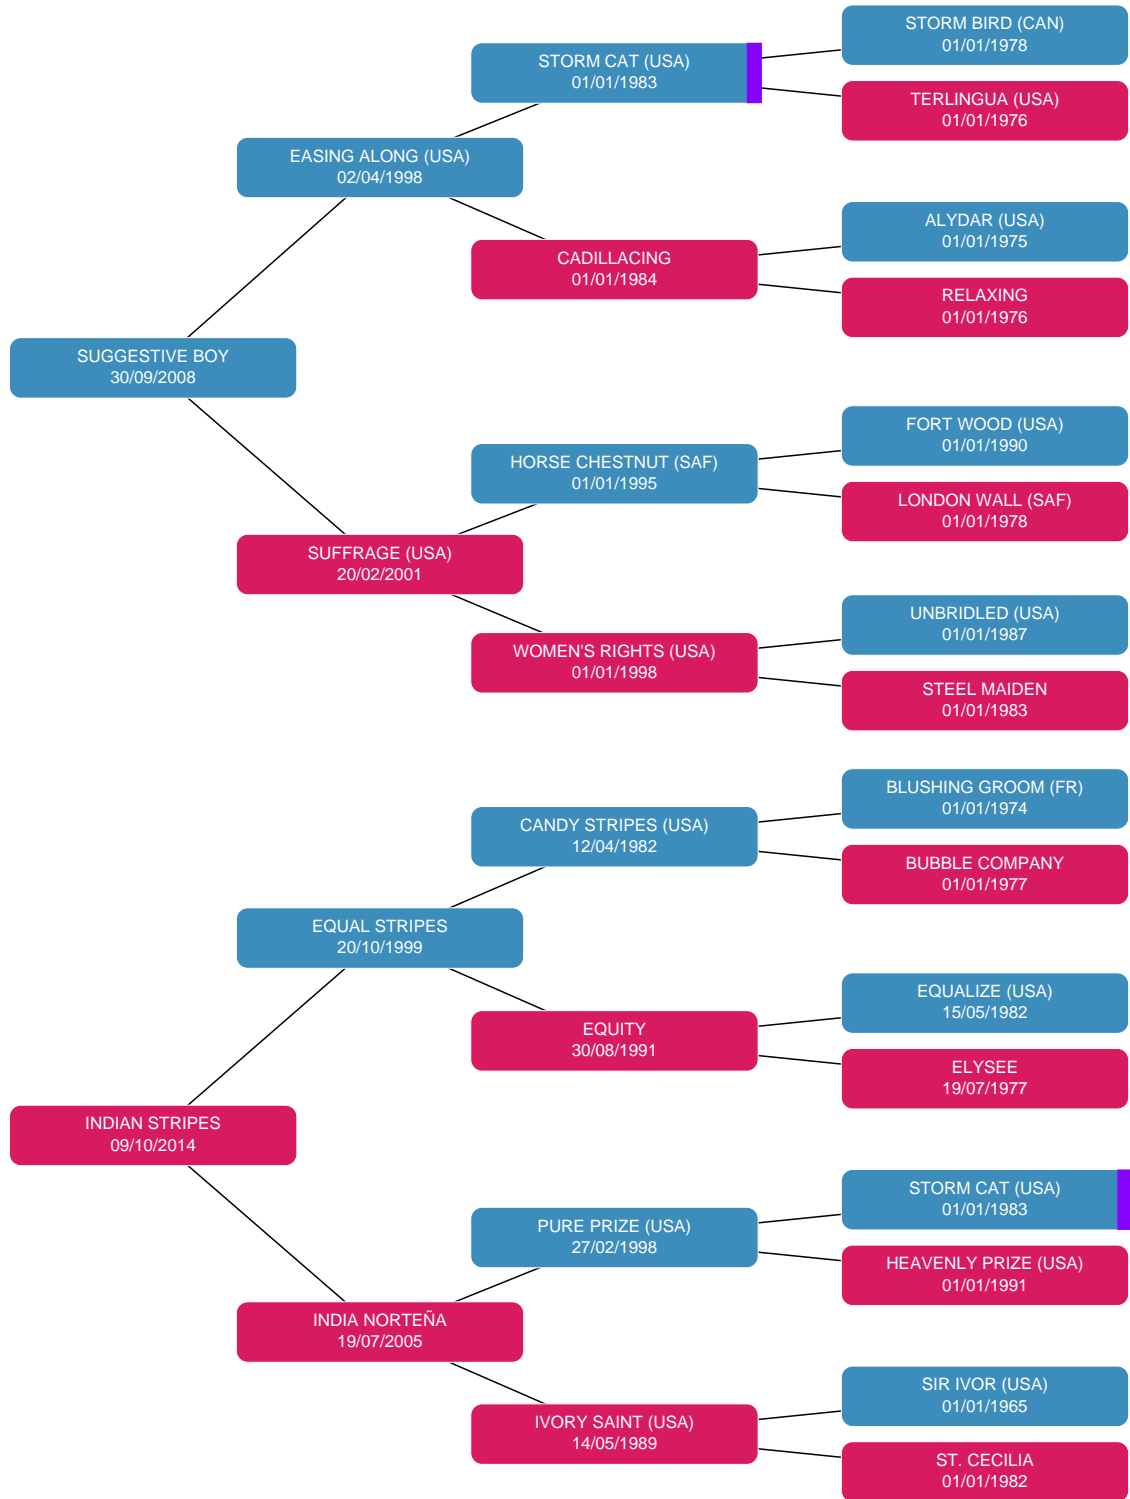 STORM BIRD (CAN)
01/01/1978
STORM CAT (USA)
01/01/1983
TERLINGUA (USA)
01/01/1976
EASING ALONG (USA)
02/04/1998
ALYDAR (USA)
01/01/1975
CADILLACING
01/01/1984
RELAXING
01/01/1976
SUGGESTIVE BOY
30/09/2008
FORT WOOD (USA)
01/01/1990
HORSE CHESTNUT (SAF)
01/01/1995
LONDON WALL (SAF)
01/01/1978
SUFFRAGE (USA)
20/02/2001
UNBRIDLED (USA)
01/01/1987
WOMEN'S RIGHTS (USA)
01/01/1998
STEEL MAIDEN
01/01/1983
BLUSHING GROOM (FR)
01/01/1974
CANDY STRIPES (USA)
12/04/1982
BUBBLE COMPANY
01/01/1977
EQUAL STRIPES
20/10/1999
EQUALIZE (USA)
15/05/1982
EQUITY
30/08/1991
ELYSEE
19/07/1977
INDIAN STRIPES
09/10/2014
STORM CAT (USA)
01/01/1983
PURE PRIZE (USA)
27/02/1998
HEAVENLY PRIZE (USA)
01/01/1991
INDIA NORTEÑA
19/07/2005
SIR IVOR (USA)
01/01/1965
IVORY SAINT (USA)
14/05/1989
ST. CECILIA
01/01/1982